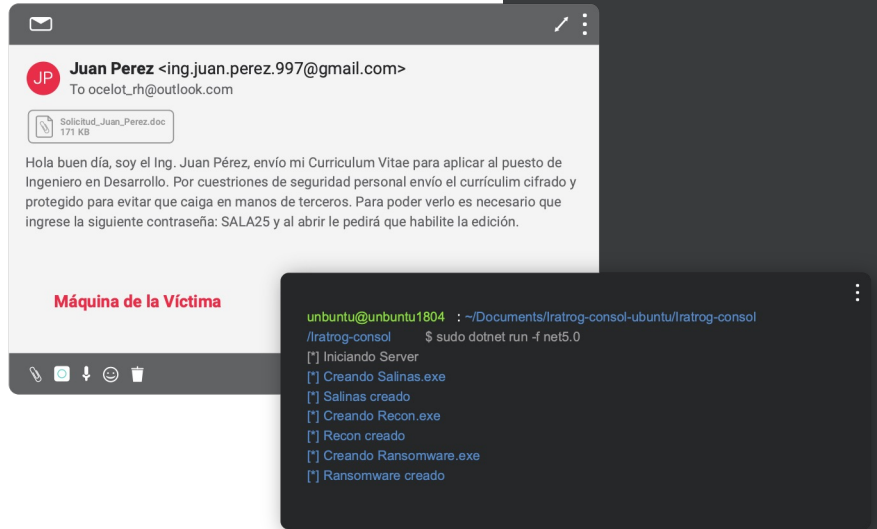 JP
Juan Perez <ing.juan.perez.997@gmail.com>
To ocelot_rh@outlook.com
Solicitud_Juan_Perez.doc
171 KB
Hola buen día, soy el Ing. Juan Pérez, envío mi Curriculum Vitae para aplicar al puesto de
Ingeniero en Desarrollo. Por cuestriones de seguridad personal envío el currículim cifrado y
protegido para evitar que caiga en manos de terceros. Para poder verlo es necesario que
ingrese la siguiente contraseña: SALA25 y al abrir le pedirá que habilite la edición.
Máquina de la Víctima
unbuntu@unbuntu1804 : ~/Documents/Iratrog-consol-ubuntu/Iratrog-consol
/Iratrog-consol $ sudo dotnet run -f net5.0
[*] Iniciando Server
[*] Creando Salinas.exe
[*] Salinas creado
[*] Creando Recon.exe
[*] Recon creado
[*] Creando Ransomware.exe
[*] Ransomware creado